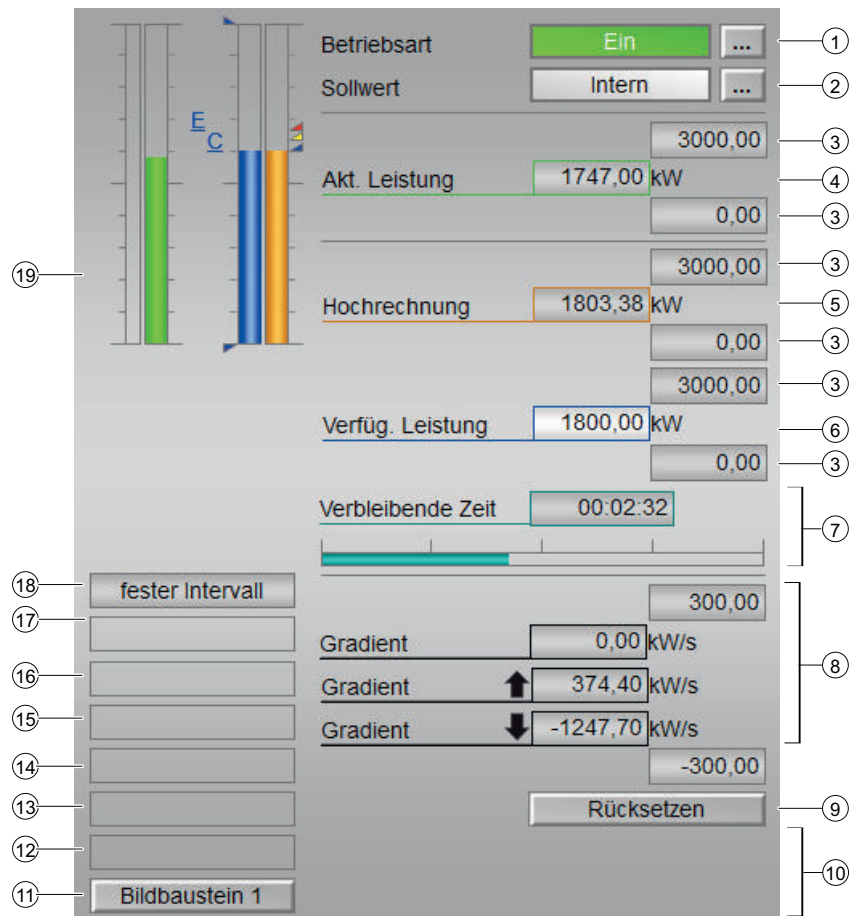 Betriebsart Ein ... 1
Sollwert Intern ... 2
E
C
3000,00 3
Akt. Leistung 1747,00 kW 4
0,00 3
3000,00 3
19
Hochrechnung 1803,38 kW 5
0,00 3
3000,00 3
Verfüg. Leistung 1800,00 kW 6
0,00 3
Verbleibende Zeit 00:02:32
7
18 fester Intervall
300,00
17
Gradient 0,00 kW/s
8
16
Gradient 374,40 kW/s
15
Gradient -1247,70 kW/s
14
-300,00
13
Rücksetzen 9
12
10
11 Bildbaustein 1